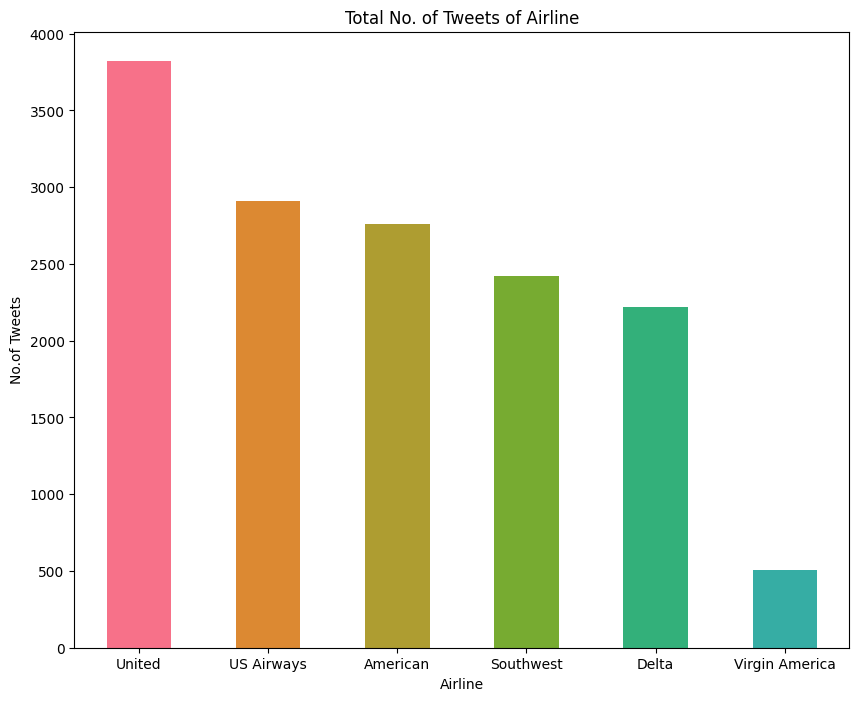 Total No. of Tweets of Airline
4000
3500
3000
2500
2000
1500
1000
500
0
No.of Tweets
United US Airways American Southwest Delta Virgin America
Airline